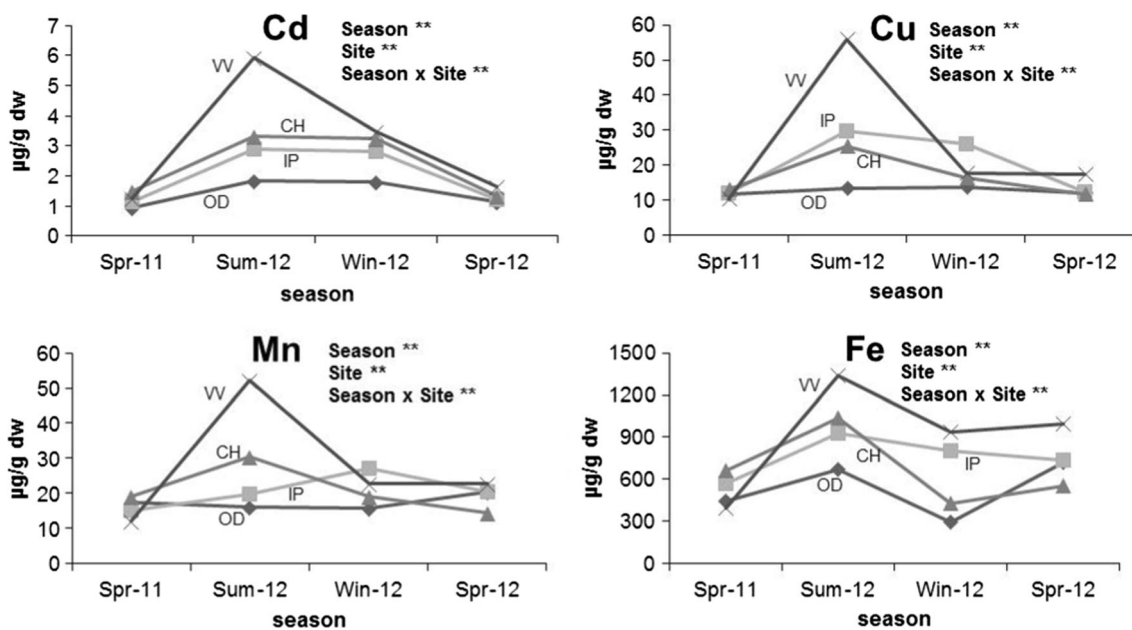 Cd
Season **
Site **
Season x Site **
7
6
5
4
3
2
1
0
µg/g dw
VV
CH
IP
OD
Spr-11 Sum-12 Win-12 Spr-12
season
Cu
Season **
Site **
Season x Site **
60
50
40
30
20
10
0
µg/g dw
VV
IP
CH
OD
Spr-11 Sum-12 Win-12 Spr-12
season
Mn
Season **
Site **
Season x Site **
60
50
40
30
20
10
0
µg/g dw
VV
CH
IP
OD
Spr-11 Sum-12 Win-12 Spr-12
season
Fe
Season **
Site **
Season x Site **
1500
1200
900
600
300
0
µg/g dw
VV
CH
IP
OD
Spr-11 Sum-12 Win-12 Spr-12
season